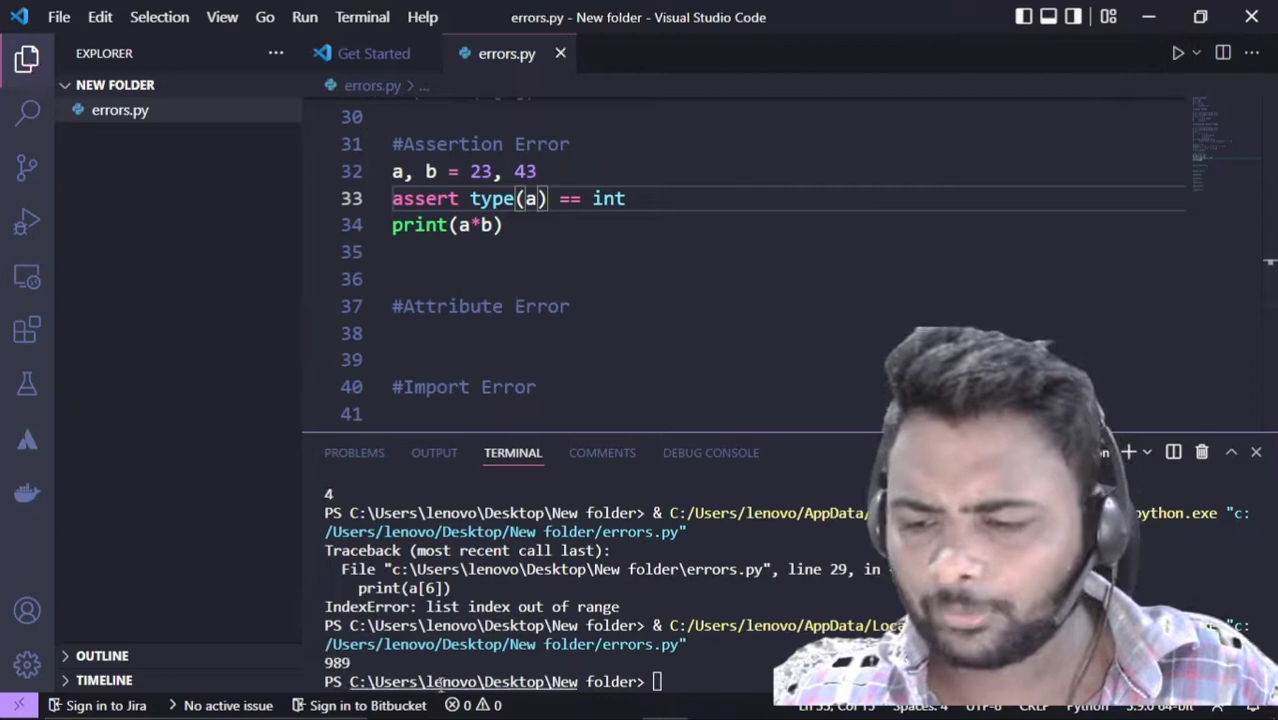 File Edit Selection View Go Run Terminal Help errors.py - New folder - Visual Studio Code
EXPLORER
Get Started errors.py
NEW FOLDER
errors.py > ...
errors.py
30
31 #Assertion Error
32 a, b = 23, 43
33 assert type(a) == int
34 print(a*b)
35
36
37 #Attribute Error
38
39
40 #Import Error
41
PROBLEMS OUTPUT TERMINAL COMMENTS DEBUG CONSOLE
4
PS C:\Users\lenovo\Desktop\New folder> & C:/Users/lenovo/AppData/ python.exe "c:
/Users/lenovo/Desktop/New folder/errors.py"
Traceback (most recent call last):
File "c:\Users\lenovo\Desktop\New folder\errors.py", line 29, in
print(a[6])
IndexError: list index out of range
PS C:\Users\lenovo\Desktop\New folder> & C:/Users/lenovo/AppData/ "c:
/Users/lenovo/Desktop/New folder/errors.py"
989
PS C:\Users\lenovo\Desktop\New folder>
OUTLINE
TIMELINE
Sign in to Jira No active issue Sign in to Bitbucket 0 0